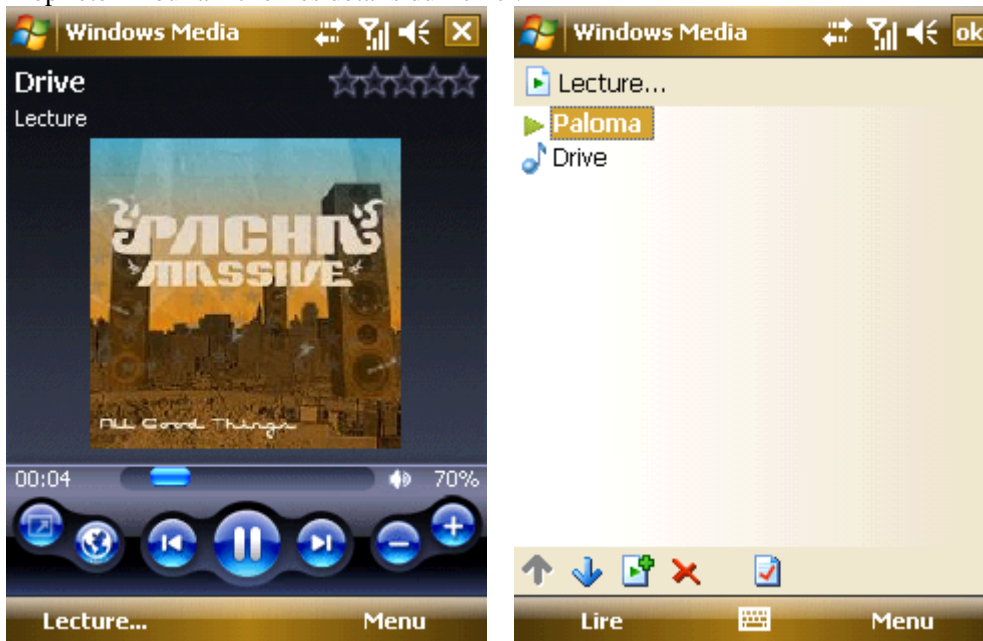 Windows Media
Drive
Lecture
PACHA
MASSIVE
All Good Things
00:04
70%
Lecture...
Menu
Windows Media
ok
Lecture...
Paloma
Drive
Lire
Menu